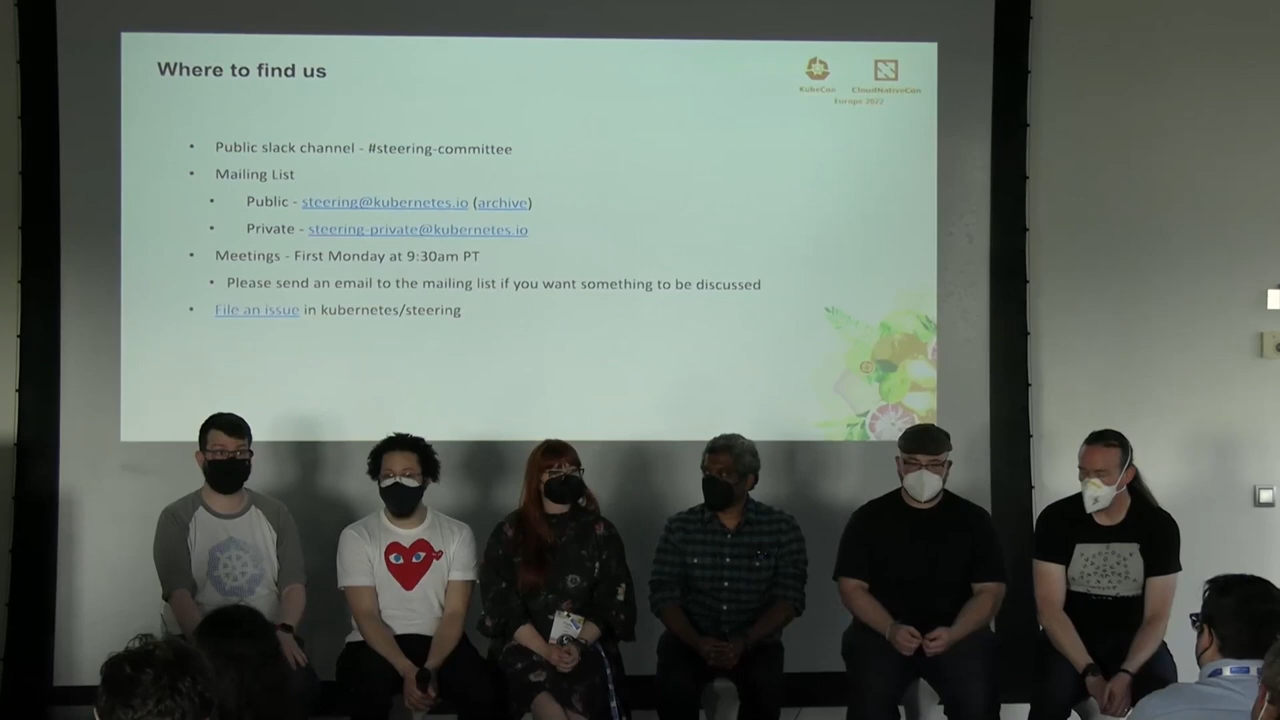 Where to find us
KubeCon
CloudNativeCon
Europe 2022
• Public slack channel - #steering-committee
• Mailing List
• Public - steering@kubernetes.io (archive)
• Private - steering-private@kubernetes.io
• Meetings - First Monday at 9:30am PT
• Please send an email to the mailing list if you want something to be discussed
• File an issue in kubernetes/steering